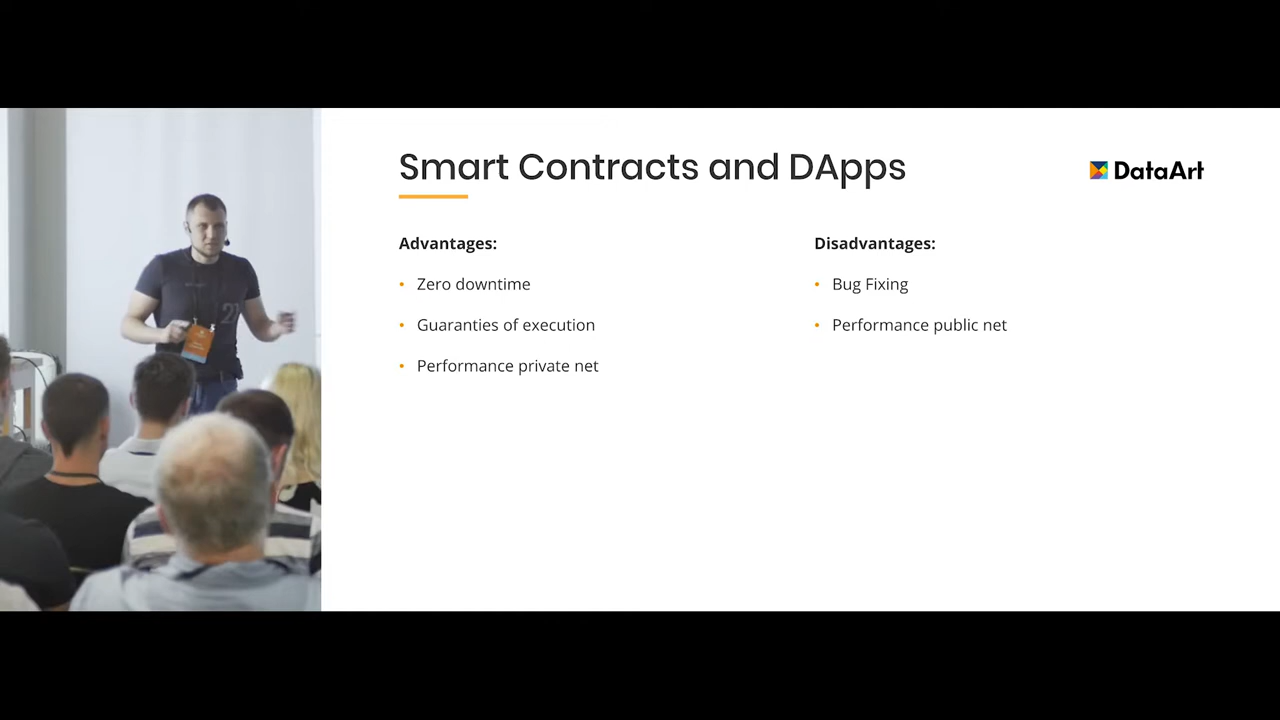 Smart Contracts and DApps
DataArt
Advantages:
Zero downtime
Guaranties of execution
Performance private net
Disadvantages:
Bug Fixing
Performance public net
21